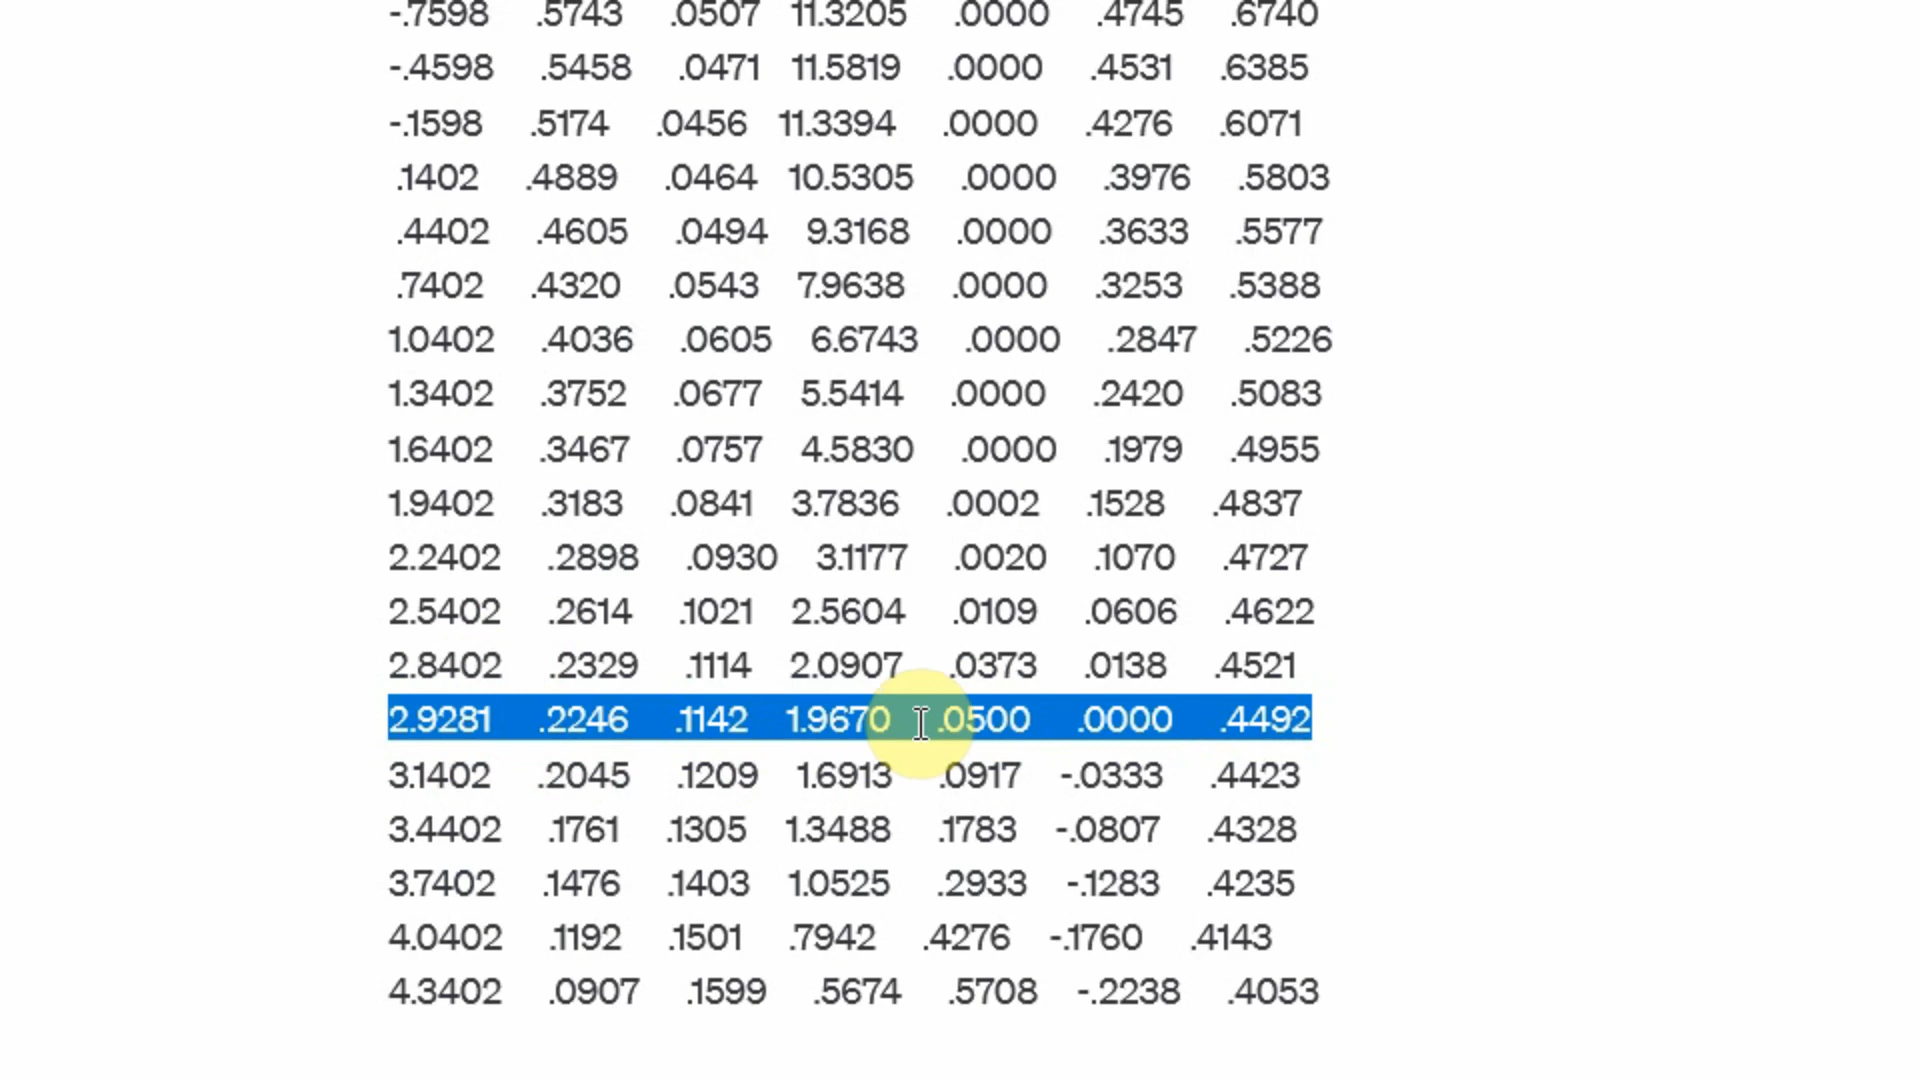 -.7598 .5743 .0507 11.3205 .0000 .4745 .6740
-.4598 .5458 .0471 11.5819 .0000 .4531 .6385
-.1598 .5174 .0456 11.3394 .0000 .4276 .6071
.1402 .4889 .0464 10.5305 .0000 .3976 .5803
.4402 .4605 .0494 9.3168 .0000 .3633 .5577
.7402 .4320 .0543 7.9638 .0000 .3253 .5388
1.0402 .4036 .0605 6.6743 .0000 .2847 .5226
1.3402 .3752 .0677 5.5414 .0000 .2420 .5083
1.6402 .3467 .0757 4.5830 .0000 .1979 .4955
1.9402 .3183 .0841 3.7836 .0002 .1528 .4837
2.2402 .2898 .0930 3.1177 .0020 .1070 .4727
2.5402 .2614 .1021 2.5604 .0109 .0606 .4622
2.8402 .2329 .1114 2.0907 .0373 .0138 .4521
2.9281 .2246 .1142 1.9670 .0500 .0000 .4492
3.1402 .2045 .1209 1.6913 .0917 -.0333 .4423
3.4402 .1761 .1305 1.3488 .1783 -.0807 .4328
3.7402 .1476 .1403 1.0525 .2933 -.1283 .4235
4.0402 .1192 .1501 .7942 .4276 -.1760 .4143
4.3402 .0907 .1599 .5674 .5708 -.2238 .4053